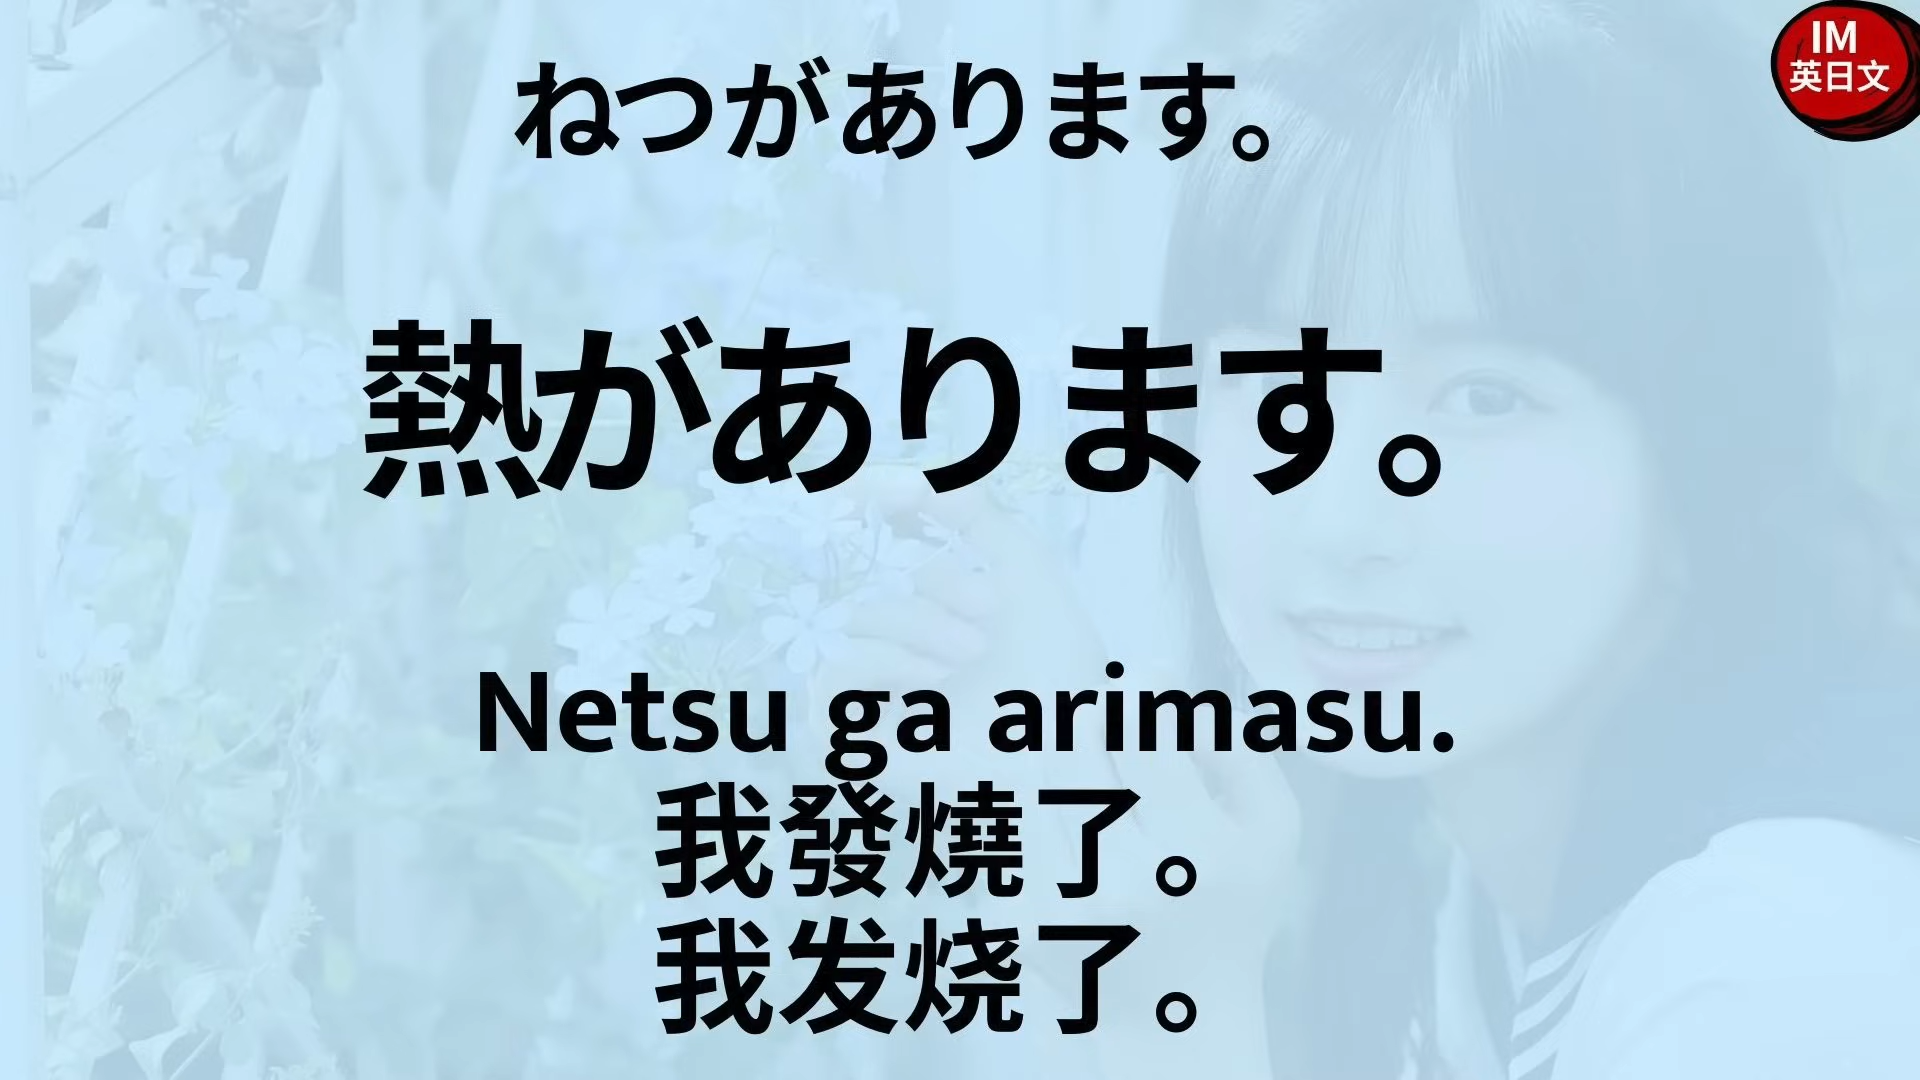 IM
英日文
ねつがあります。
熱があります。
Netsu ga arimasu.
我發燒了。
我发烧了。